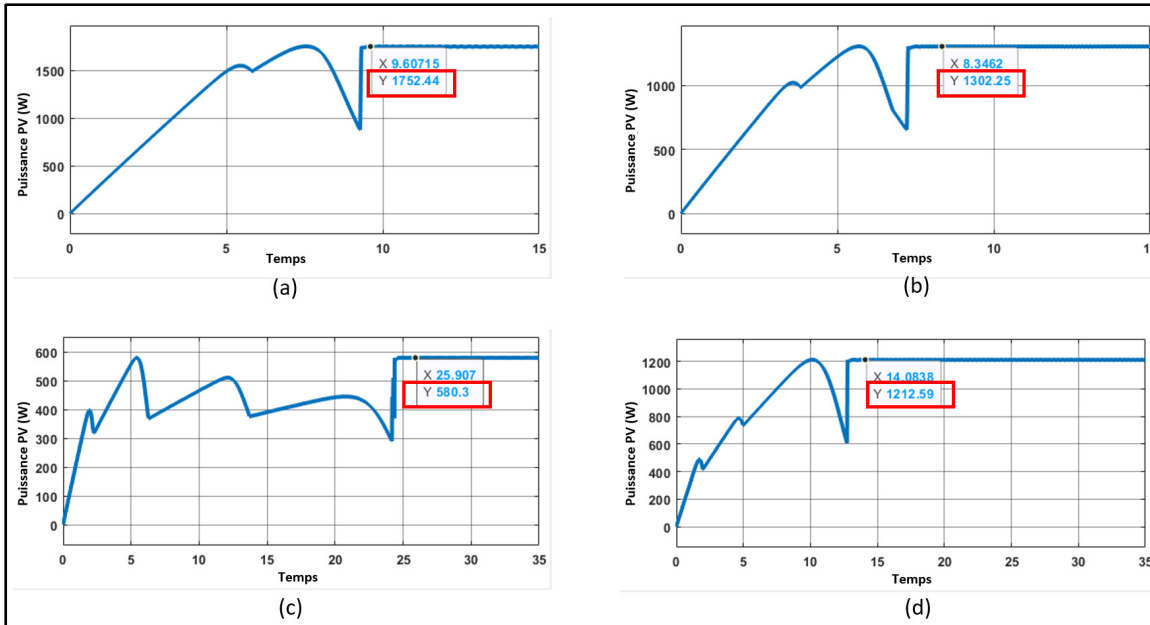 Puissance PV (W)
1500
1000
500
0
X 9.60715
Y 1752.44
0 5 10 15
Temps
(a)
Puissance PV (W)
1000
500
0
X 8.3462
Y 1302.25
0 5 10 1
Temps
(b)
Puissance PV (W)
600
500
400
300
200
100
0
X 25.907
Y 580.3
0 5 10 15 20 25 30 35
Temps
(c)
Puissance PV (W)
1200
1000
800
600
400
200
0
X 14.0838
Y 1212.59
0 5 10 15 20 25 30 35
Temps
(d)